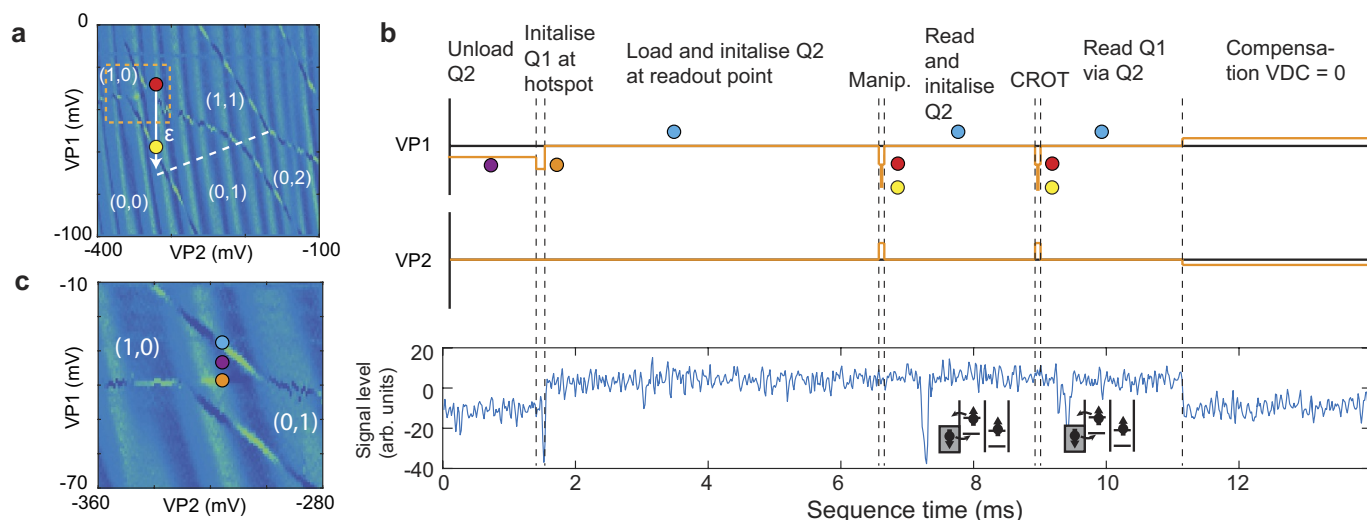 a
0
VP1 (mV)
-100
-400
VP2 (mV)
-100
(1,0)
(1,1)
ε
(0,0)
(0,1)
(0,2)
b
Unload
Q2
Initalise
Q1 at
hotspot
Load and initalise Q2
at readout point
Manip.
Read
and
initalise
Q2
CROT
Read Q1
via Q2
Compensa-
tion VDC = 0
VP1
VP2
c
-10
VP1 (mV)
-70
-360
VP2 (mV)
-280
(1,0)
(0,1)
Signal level
(arb. units)
20
0
-20
-40
0
2
4
6
8
10
12
Sequence time (ms)